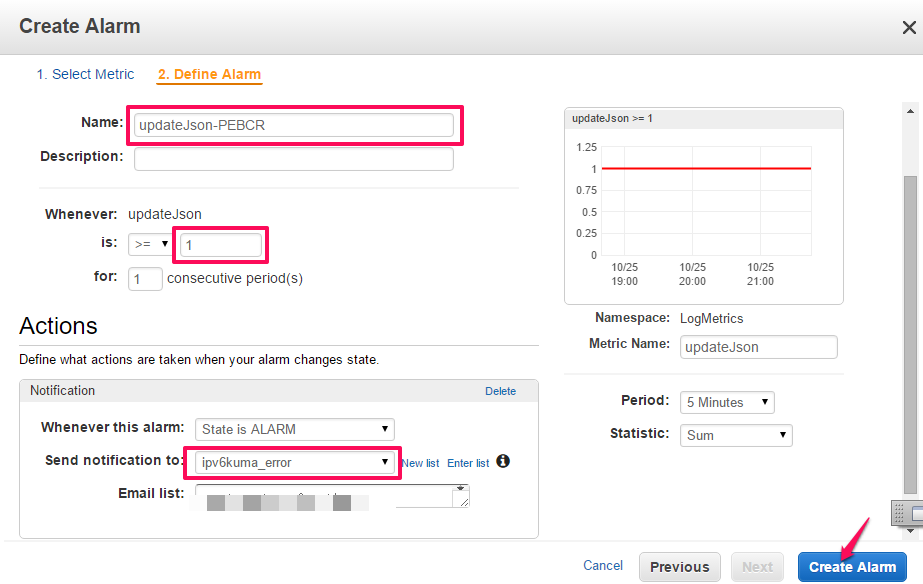 Create Alarm
1. Select Metric 2. Define Alarm
Name: updateJson-PEBCR
Description:
Whenever: updateJson
is: >= 1
for: 1 consecutive period(s)
Actions
Define what actions are taken when your alarm changes state.
Notification Delete
Whenever this alarm: State is ALARM
Send notification to: ipv6kuma_error New list Enter list
Email list:
updateJson >= 1
1.25
1
0.75
0.5
0.25
0
10/25 10/25 10/25
19:00 20:00 21:00
Namespace: LogMetrics
Metric Name: updateJson
Period: 5 Minutes
Statistic: Sum
Cancel Previous Next Create Alarm